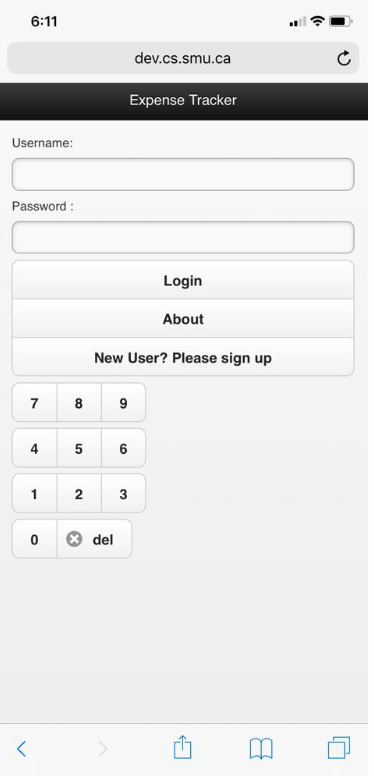 6:11
dev.cs.smu.ca
Expense Tracker
Username:
Password :
Login
About
New User? Please sign up
7 8 9
4 5 6
1 2 3
0 del